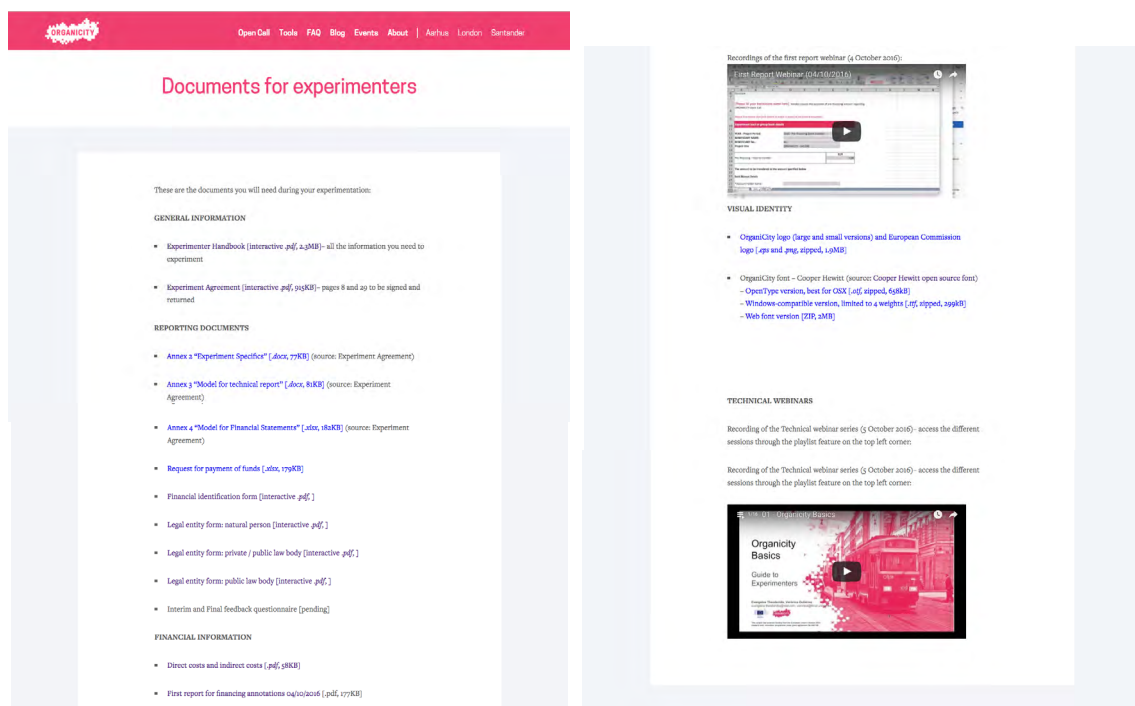 ORGANICITY
Open Call Tools FAQ Blog Events About | Aarhus London Santander
Documents for experimenters
These are the documents you will need during your experimentation:
GENERAL INFORMATION
Experimenter Handbook [interactive .pdf, 2.3MB]– all the information you need to
experiment
Experiment Agreement [interactive .pdf, 915KB]– pages 8 and 29 to be signed and
returned
REPORTING DOCUMENTS
Annex 2 “Experiment Specifics” [.docx, 77KB] (source: Experiment Agreement)
Annex 3 “Model for technical report” [.docx, 81KB] (source: Experiment
Agreement)
Annex 4 “Model for Financial Statements” [.xlsx, 182KB] (source: Experiment
Agreement)
Request for payment of funds [.xlsx, 179KB]
Financial identification form [interactive .pdf, ]
Legal entity form: natural person [interactive .pdf, ]
Legal entity form: private / public law body [interactive .pdf, ]
Legal entity form: public law body [interactive .pdf, ]
Interim and Final feedback questionnaire [pending]
FINANCIAL INFORMATION
Direct costs and indirect costs [.pdf, 58KB]
First report for financing annotations 04/10/2016 [.pdf, 177KB]
Recordings of the first report webinar (4 October 2016):
First Report Webinar (04/10/2016)
VISUAL IDENTITY
OrganiCity logo (large and small versions) and European Commission
logo [.eps and .png, zipped, 1.9MB]
OrganiCity font – Cooper Hewitt (source: Cooper Hewitt open source font)
– OpenType version, best for OSX [.otf, zipped, 658kB]
– Windows-compatible version, limited to 4 weights [.ttf, zipped, 299kB]
– Web font version [ZIP, 2MB]
TECHNICAL WEBINARS
Recording of the Technical webinar series (5 October 2016)– access the different
sessions through the playlist feature on the top left corner:
Recording of the Technical webinar series (5 October 2016)– access the different
sessions through the playlist feature on the top left corner:
01 - Organicity Basics
Organicity
Basics
Guide to
Experimenters